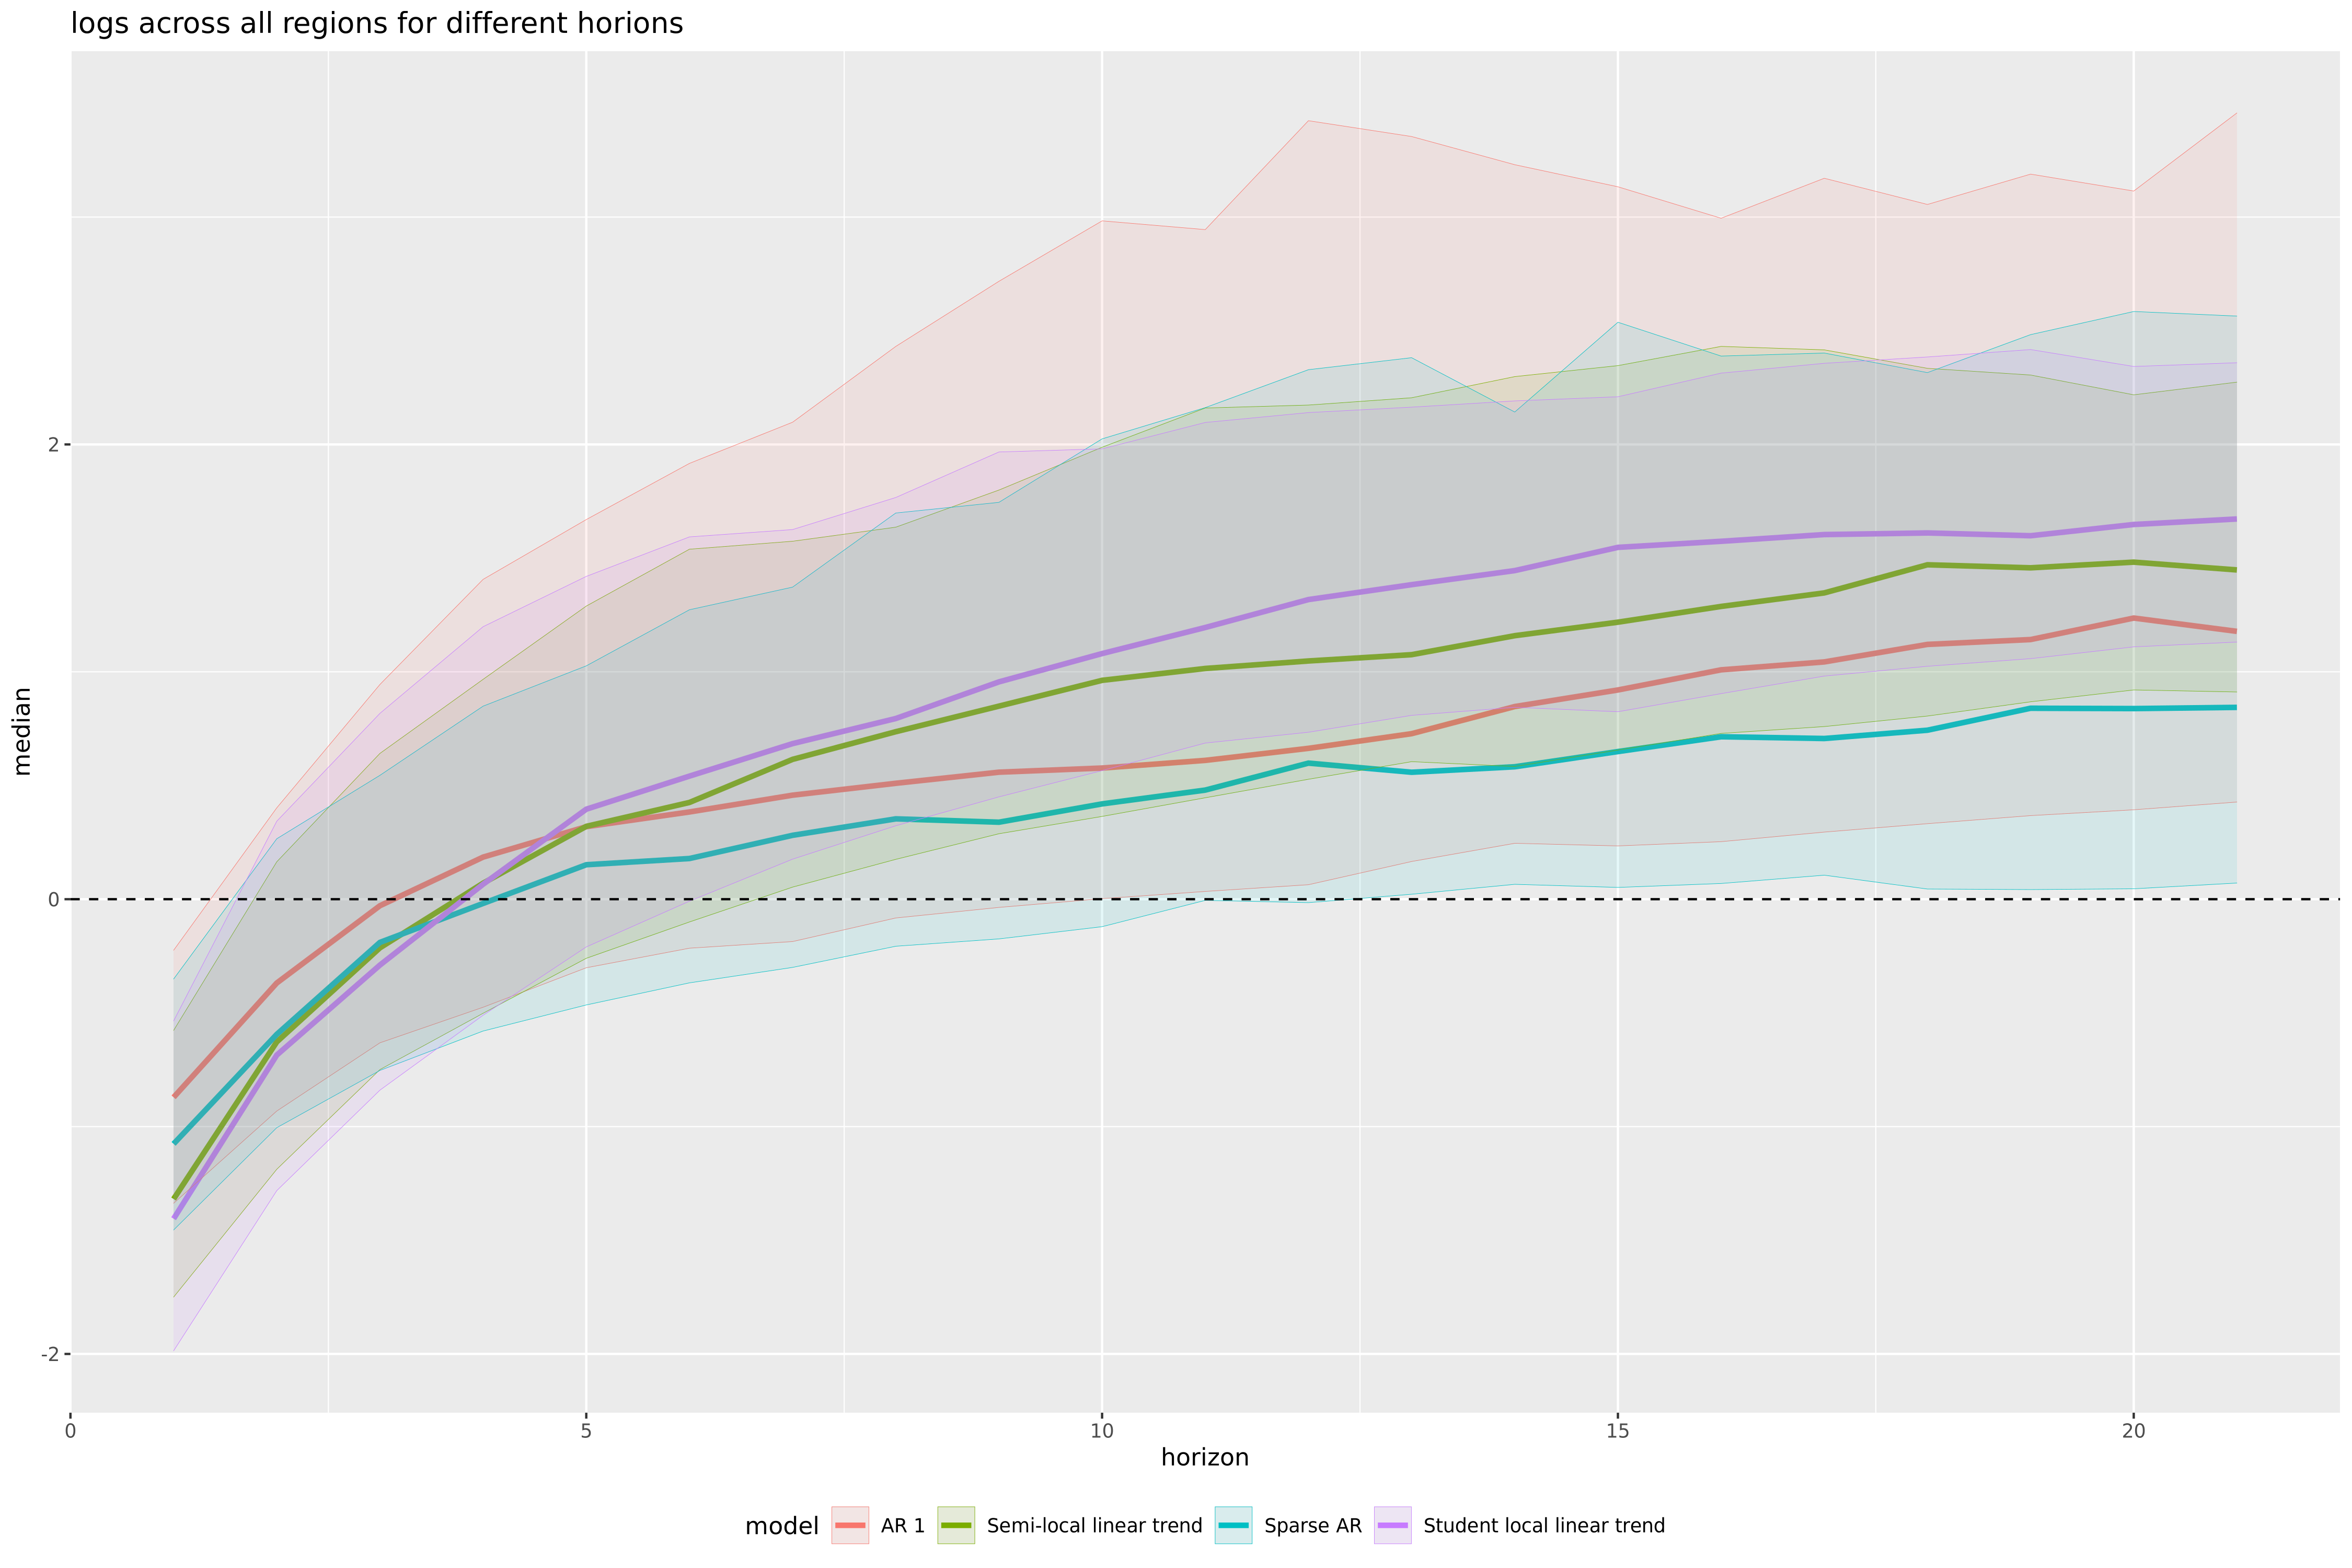 logs across all regions for different horions
median
2
0
-2
0 5 10 15 20
horizon
model AR 1 Semi-local linear trend Sparse AR Student local linear trend